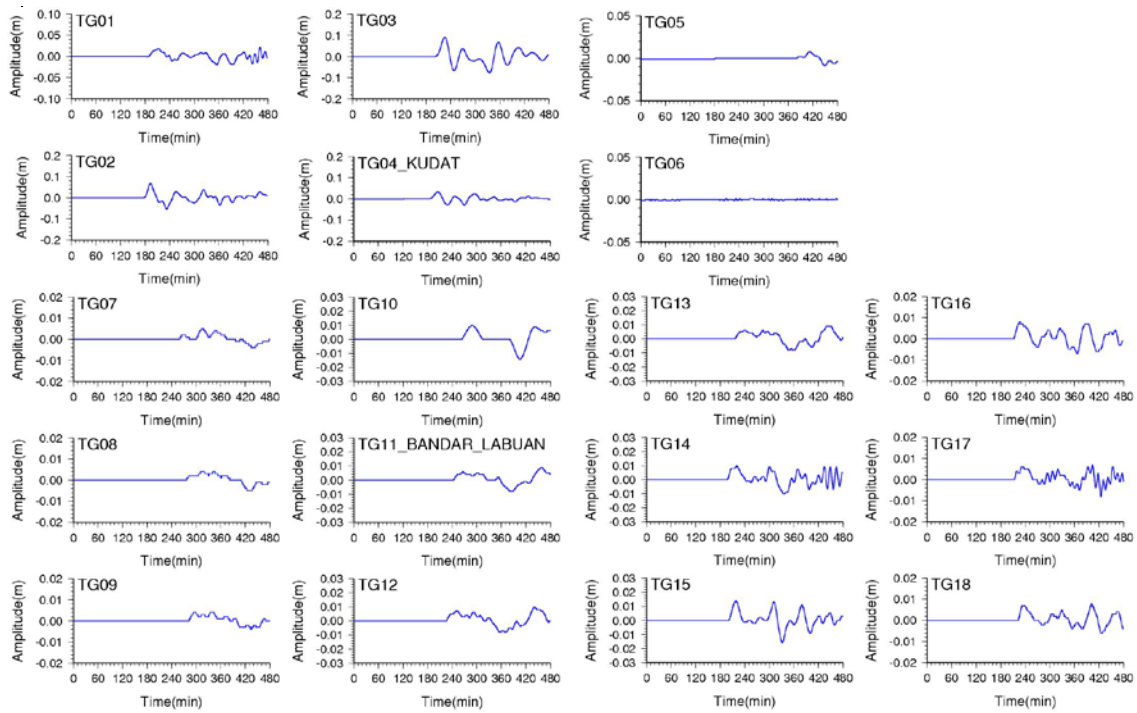 TG01
Amplitude(m)
0.10
0.05
0.00
-0.05
-0.10
0 60 120 180 240 300 360 420 480
Time(min)
TG03
Amplitude(m)
0.2
0.1
0.0
-0.1
-0.2
0 60 120 180 240 300 360 420 480
Time(min)
TG05
Amplitude(m)
0.05
0.00
-0.05
0 60 120 180 240 300 360 420 480
Time(min)
TG02
Amplitude(m)
0.2
0.1
0.0
-0.1
-0.2
0 60 120 180 240 300 360 420 480
Time(min)
TG04_KUDAT
Amplitude(m)
0.2
0.1
0.0
-0.1
-0.2
0 60 120 180 240 300 360 420 480
Time(min)
TG06
Amplitude(m)
0.05
0.00
-0.05
0 60 120 180 240 300 360 420 480
Time(min)
TG07
Amplitude(m)
0.02
0.01
0.00
-0.01
-0.02
0 60 120 180 240 300 360 420 480
Time(min)
TG10
Amplitude(m)
0.03
0.02
0.01
0.00
-0.01
-0.02
-0.03
0 60 120 180 240 300 360 420 480
Time(min)
TG13
Amplitude(m)
0.03
0.02
0.01
0.00
-0.01
-0.02
-0.03
0 60 120 180 240 300 360 420 480
Time(min)
TG16
Amplitude(m)
0.02
0.01
0.00
-0.01
-0.02
0 60 120 180 240 300 360 420 480
Time(min)
TG08
Amplitude(m)
0.02
0.01
0.00
-0.01
-0.02
0 60 120 180 240 300 360 420 480
Time(min)
TG11_BANDAR_LABUAN
Amplitude(m)
0.03
0.02
0.01
0.00
-0.01
-0.02
-0.03
0 60 120 180 240 300 360 420 480
Time(min)
TG14
Amplitude(m)
0.03
0.02
0.01
0.00
-0.01
-0.02
-0.03
0 60 120 180 240 300 360 420 480
Time(min)
TG17
Amplitude(m)
0.02
0.01
0.00
-0.01
-0.02
0 60 120 180 240 300 360 420 480
Time(min)
TG09
Amplitude(m)
0.02
0.01
0.00
-0.01
-0.02
0 60 120 180 240 300 360 420 480
Time(min)
TG12
Amplitude(m)
0.03
0.02
0.01
0.00
-0.01
-0.02
-0.03
0 60 120 180 240 300 360 420 480
Time(min)
TG15
Amplitude(m)
0.03
0.02
0.01
0.00
-0.01
-0.02
-0.03
0 60 120 180 240 300 360 420 480
Time(min)
TG18
Amplitude(m)
0.02
0.01
0.00
-0.01
-0.02
0 60 120 180 240 300 360 420 480
Time(min)